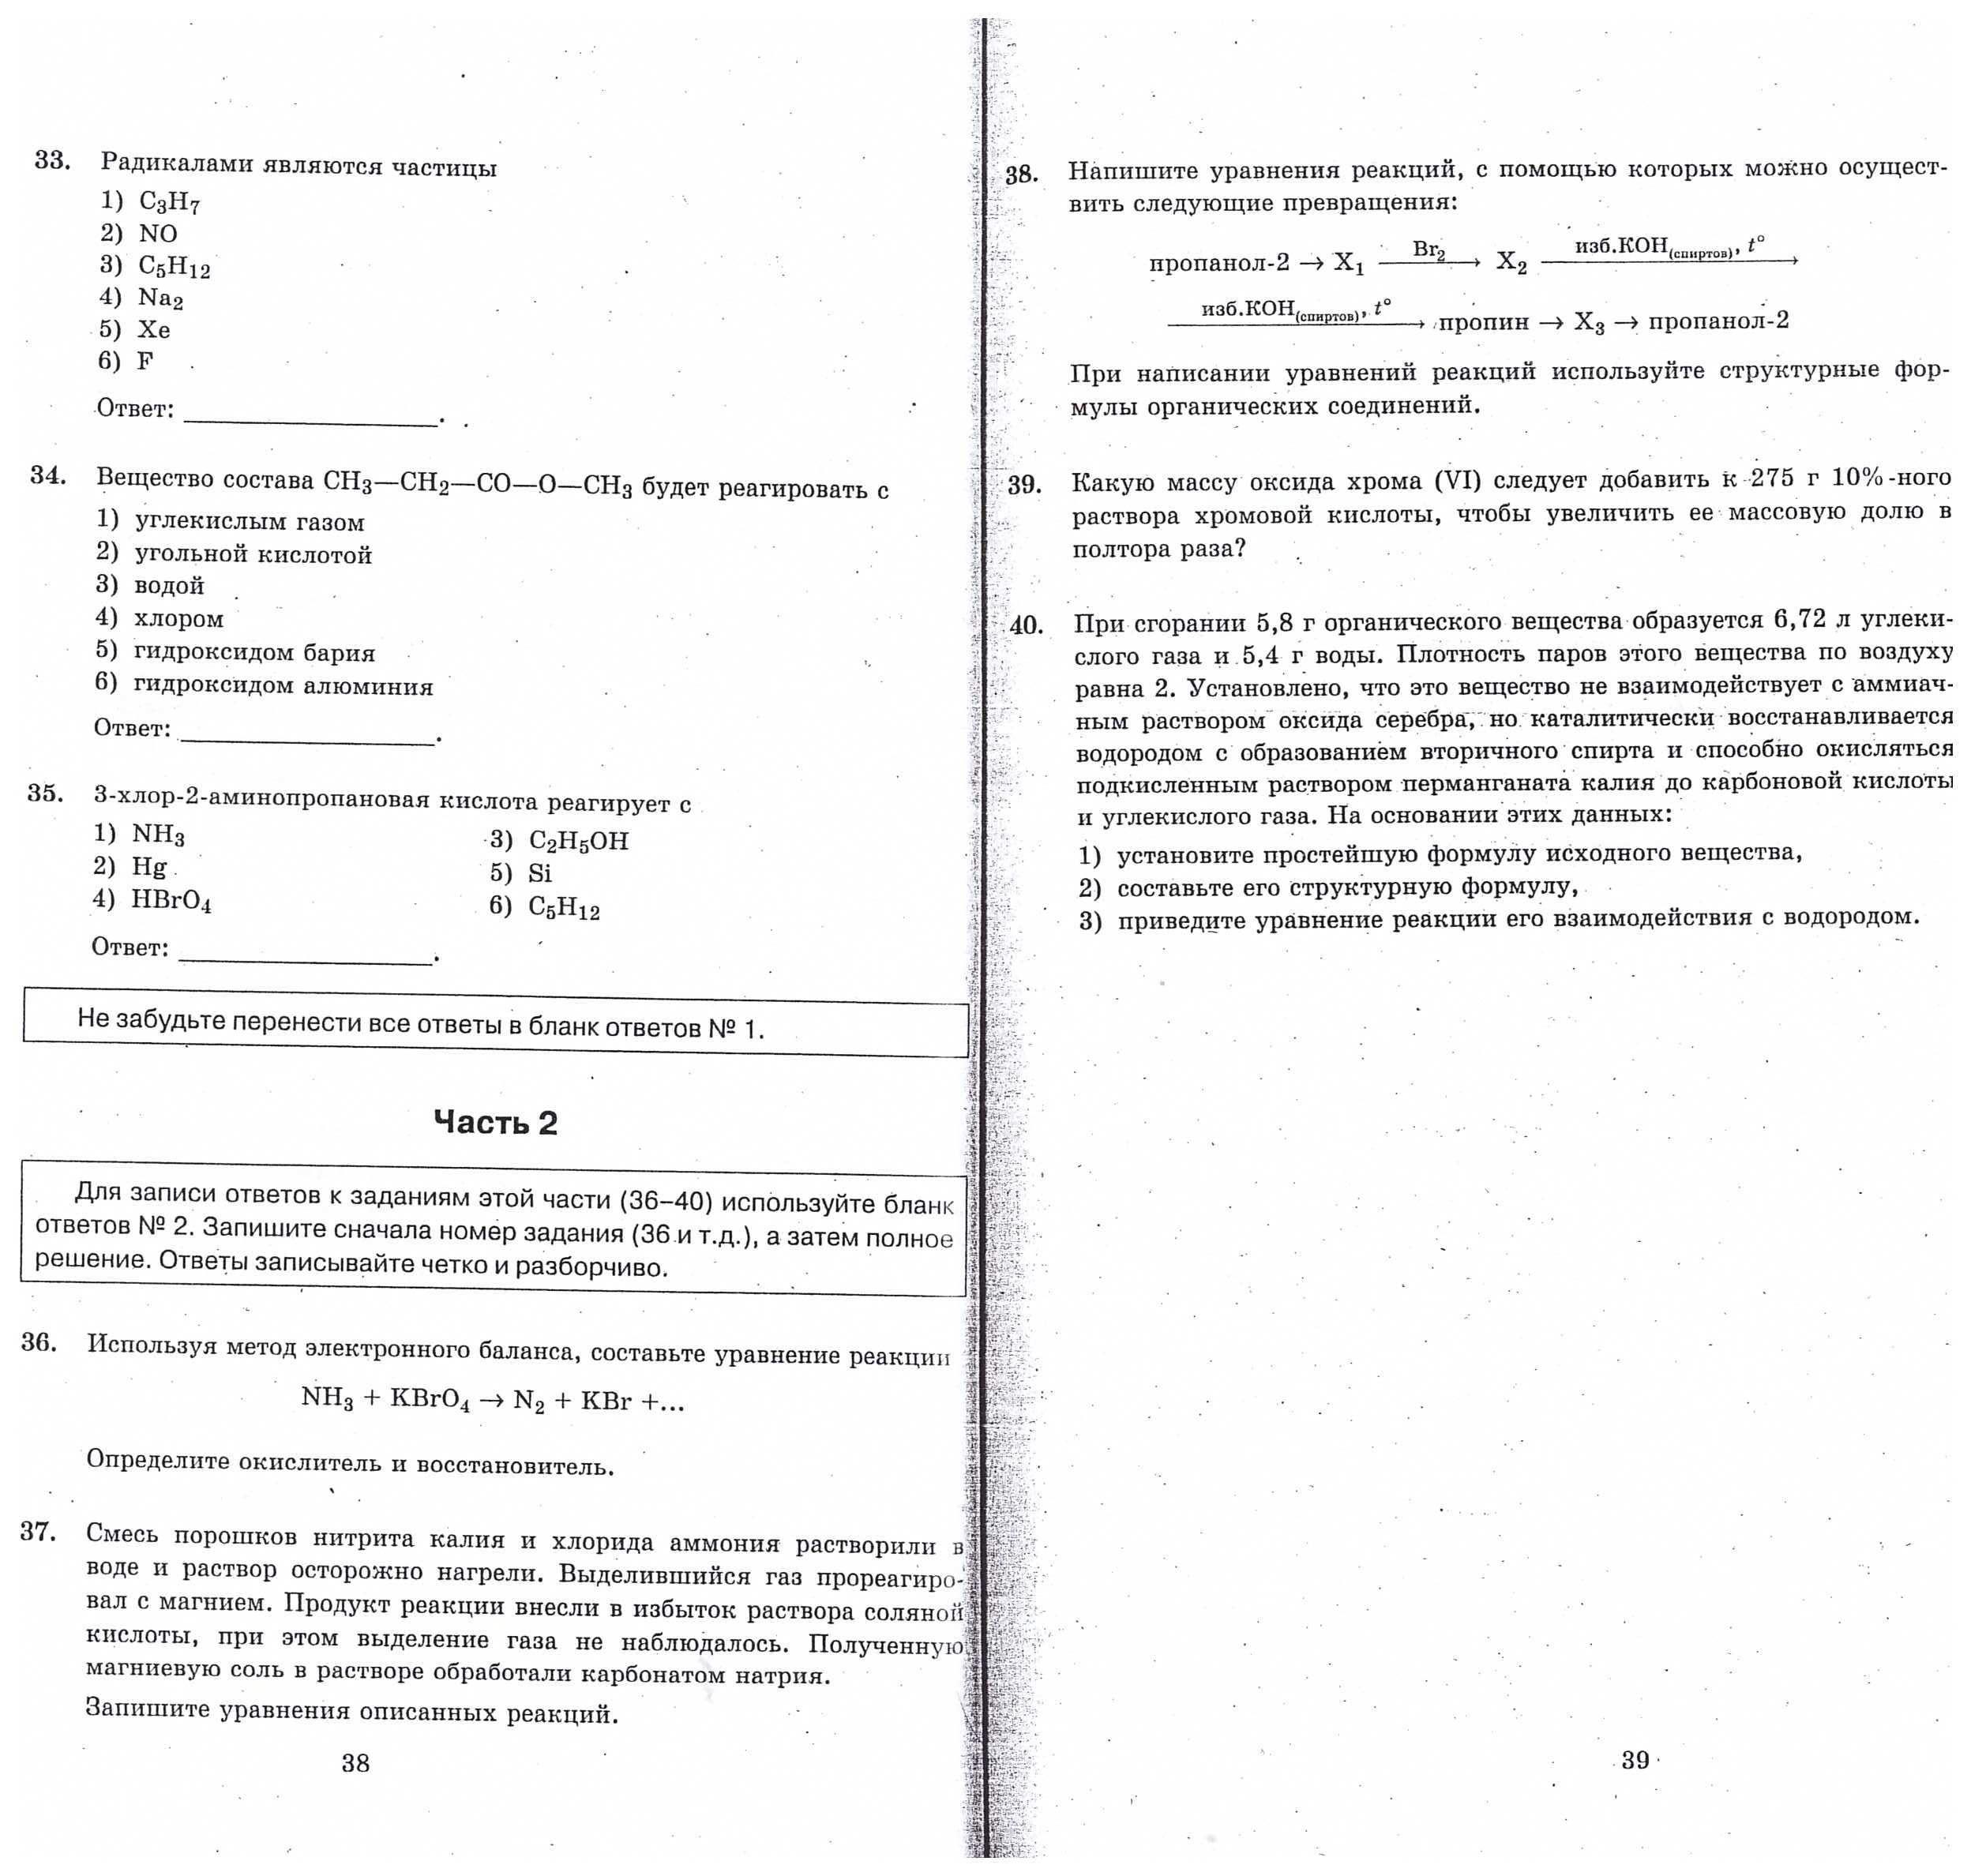 33. Радикалами являются частицы
1) C₃H₇
2) NO
3) C₅H₁₂
4) Na₂
5) Xe
6) F
Ответ: ____________.
34. Вещество состава CH₃—CH₂—CO—O—CH₃ будет реагировать с
1) углекислым газом
2) угольной кислотой
3) водой
4) хлором
5) гидроксидом бария
6) гидроксидом алюминия
Ответ: ____________.
35. 3-хлор-2-аминопропановая кислота реагирует с
1) NH₃ 3) C₂H₅OH
2) Hg 5) Si
4) HBrO₄ 6) C₅H₁₂
Ответ: ____________.
Не забудьте перенести все ответы в бланк ответов № 1.
Часть 2
Для записи ответов к заданиям этой части (36–40) используйте бланк
ответов № 2. Запишите сначала номер задания (36 и т.д.), а затем полное
решение. Ответы записывайте четко и разборчиво.
36. Используя метод электронного баланса, составьте уравнение реакции
NH₃ + KBrO₄ → N₂ + KBr +...
Определите окислитель и восстановитель.
37. Смесь порошков нитрита калия и хлорида аммония растворили в
воде и раствор осторожно нагрели. Выделившийся газ прореагиро-
вал с магнием. Продукт реакции внесли в избыток раствора соляной
кислоты, при этом выделение газа не наблюдалось. Полученную
магниевую соль в растворе обработали карбонатом натрия.
Запишите уравнения описанных реакций.
38
38. Напишите уравнения реакций, с помощью которых можно осущест-
вить следующие превращения:
пропанол-2 → X₁ —Br₂→ X₂ —изб.KOH(спиртов), t°→
—изб.KOH(спиртов), t°→ пропин → X₃ → пропанол-2
При написании уравнений реакций используйте структурные фор-
мулы органических соединений.
39. Какую массу оксида хрома (VI) следует добавить к 275 г 10%-ного
раствора хромовой кислоты, чтобы увеличить ее массовую долю в
полтора раза?
40. При сгорании 5,8 г органического вещества образуется 6,72 л углеки-
слого газа и 5,4 г воды. Плотность паров этого вещества по воздуху
равна 2. Установлено, что это вещество не взаимодействует с аммиач-
ным раствором оксида серебра, но каталитически восстанавливается
водородом с образованием вторичного спирта и способно окисляться
подкисленным раствором перманганата калия до карбоновой кислоты
и углекислого газа. На основании этих данных:
1) установите простейшую формулу исходного вещества,
2) составьте его структурную формулу,
3) приведите уравнение реакции его взаимодействия с водородом.
39